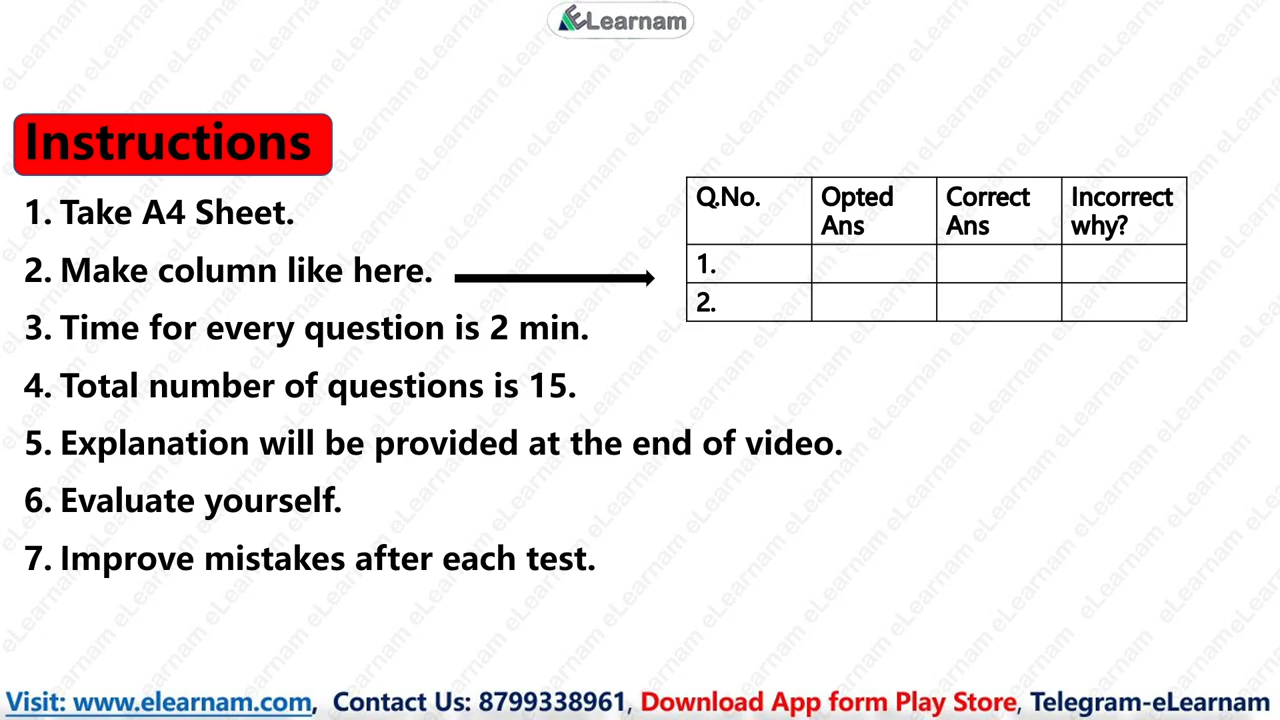 ELearnam
Instructions
1. Take A4 Sheet.
2. Make column like here.
3. Time for every question is 2 min.
4. Total number of questions is 15.
5. Explanation will be provided at the end of video.
6. Evaluate yourself.
7. Improve mistakes after each test.
Q.No. Opted Ans Correct Ans Incorrect why?
1.
2.
Visit: www.elearnam.com, Contact Us: 8799338961, Download App form Play Store, Telegram-eLearnam